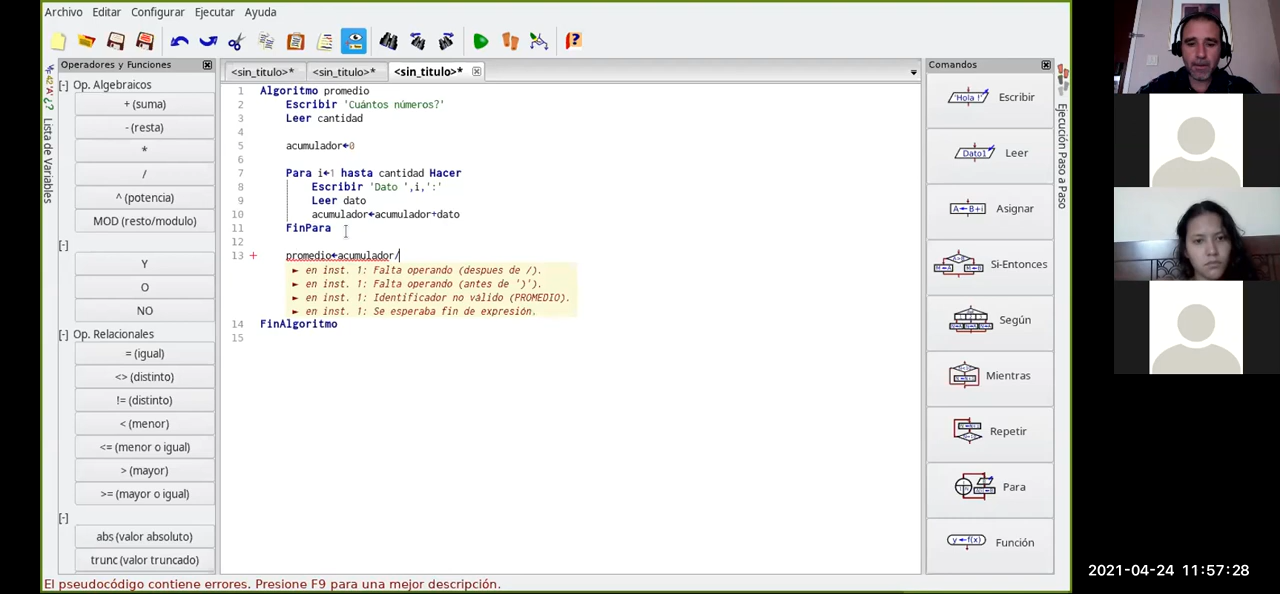 Archivo Editar Configurar Ejecutar Ayuda
Operadores y Funciones
<sin_titulo>* <sin_titulo>* <sin_titulo>*
Comandos
Lista de Variables
[-] Op. Algebraicos
+ (suma)
- (resta)
*
/
^ (potencia)
MOD (resto/modulo)
[-]
Y
O
NO
[-] Op. Relacionales
= (igual)
<> (distinto)
!= (distinto)
< (menor)
<= (menor o igual)
> (mayor)
>= (mayor o igual)
[-]
abs (valor absoluto)
trunc (valor truncado)
1 Algoritmo promedio
2 Escribir 'Cuántos números?'
3 Leer cantidad
4
5 acumulador←0
6
7 Para i←1 hasta cantidad Hacer
8 Escribir 'Dato ',i,':'
9 Leer dato
10 acumulador←acumulador+dato
11 FinPara
12
13 + promedio←acumulador/
► en inst. 1: Falta operando (despues de /).
► en inst. 1: Falta operando (antes de ')').
► en inst. 1: Identificador no válido (PROMEDIO).
► en inst. 1: Se esperaba fin de expresión.
14 FinAlgoritmo
15
'Hola !' Escribir
Dato1 Leer
A←B+i Asignar
Si-Entonces
Según
Mientras
Repetir
Para
y←f(x) Función
Ejecución Paso a Paso
El pseudocódigo contiene errores. Presione F9 para una mejor descripción.
2021-04-24 11:57:28